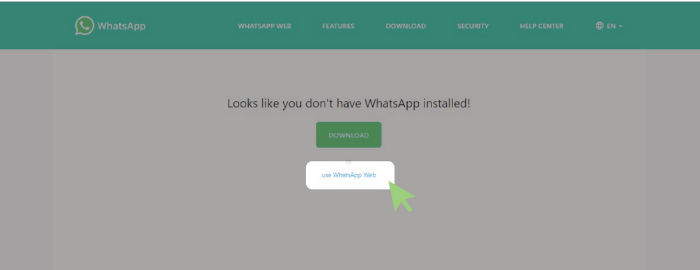 WhatsApp WHATSAPP WEB FEATURES DOWNLOAD SECURITY HELP CENTER EN
Looks like you don't have WhatsApp installed!
DOWNLOAD
or
use WhatsApp Web